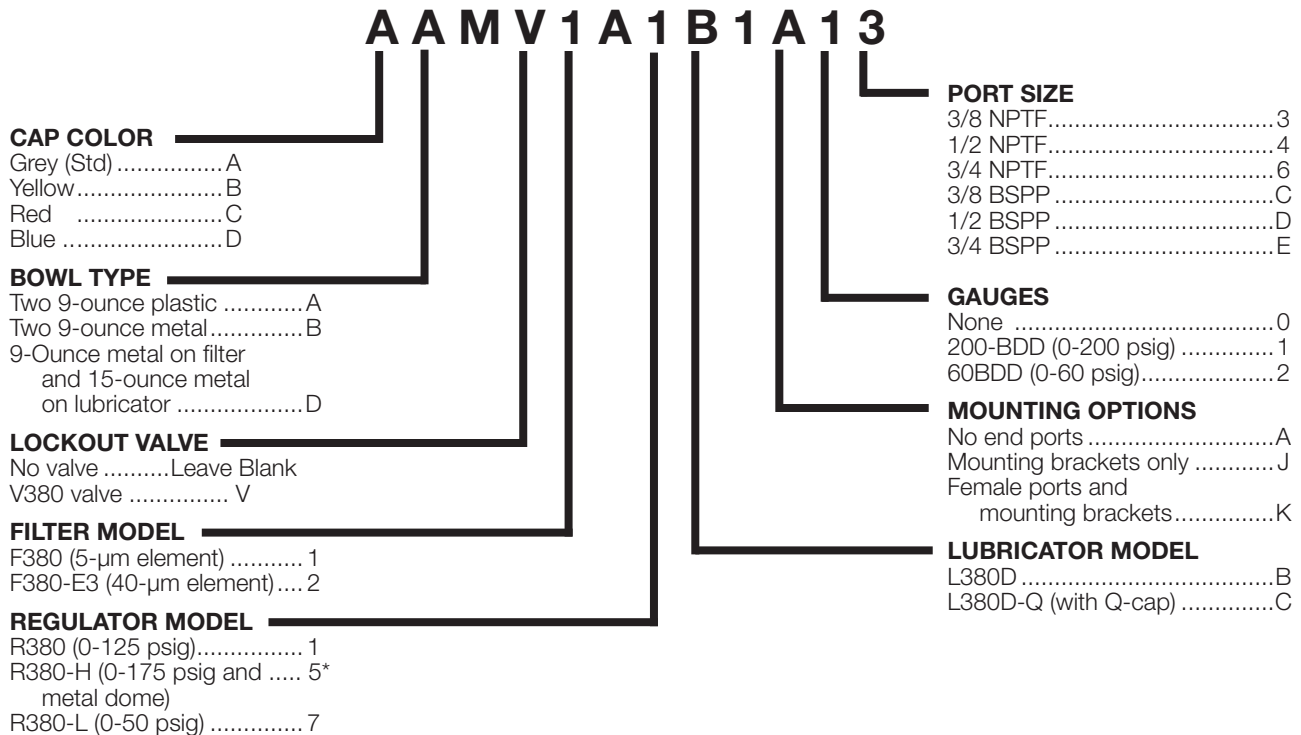 A A M V 1 A 1 B 1 A 1 3
CAP COLOR
Grey (Std) ................A
Yellow......................B
Red ......................C
Blue ........................D
BOWL TYPE
Two 9-ounce plastic ............A
Two 9-ounce metal..............B
9-Ounce metal on filter
and 15-ounce metal
on lubricator ....................D
LOCKOUT VALVE
No valve ..........Leave Blank
V380 valve ............... V
FILTER MODEL
F380 (5-µm element) ........... 1
F380-E3 (40-µm element).... 2
REGULATOR MODEL
R380 (0-125 psig)................ 1
R380-H (0-175 psig and ..... 5*
metal dome)
R380-L (0-50 psig) .............. 7
PORT SIZE
3/8 NPTF...................................3
1/2 NPTF...................................4
3/4 NPTF...................................6
3/8 BSPP ..................................C
1/2 BSPP ..................................D
3/4 BSPP ..................................E
GAUGES
None ........................................0
200-BDD (0-200 psig) ..............1
60BDD (0-60 psig)....................2
MOUNTING OPTIONS
No end ports ............................A
Mounting brackets only ............J
Female ports and
mounting brackets...............K
LUBRICATOR MODEL
L380D .......................................B
L380D-Q (with Q-cap) ..............C